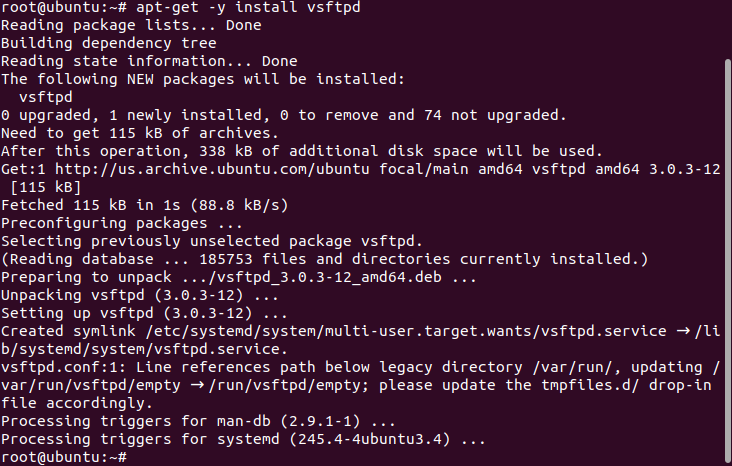 root@ubuntu:~# apt-get -y install vsftpd
Reading package lists... Done
Building dependency tree
Reading state information... Done
The following NEW packages will be installed:
  vsftpd
0 upgraded, 1 newly installed, 0 to remove and 74 not upgraded.
Need to get 115 kB of archives.
After this operation, 338 kB of additional disk space will be used.
Get:1 http://us.archive.ubuntu.com/ubuntu focal/main amd64 vsftpd amd64 3.0.3-12
 [115 kB]
Fetched 115 kB in 1s (88.8 kB/s)
Preconfiguring packages ...
Selecting previously unselected package vsftpd.
(Reading database ... 185753 files and directories currently installed.)
Preparing to unpack .../vsftpd_3.0.3-12_amd64.deb ...
Unpacking vsftpd (3.0.3-12) ...
Setting up vsftpd (3.0.3-12) ...
Created symlink /etc/systemd/system/multi-user.target.wants/vsftpd.service → /li
b/systemd/system/vsftpd.service.
vsftpd.conf:1: Line references path below legacy directory /var/run/, updating /
var/run/vsftpd/empty → /run/vsftpd/empty; please update the tmpfiles.d/ drop-in
file accordingly.
Processing triggers for man-db (2.9.1-1) ...
Processing triggers for systemd (245.4-4ubuntu3.4) ...
root@ubuntu:~#